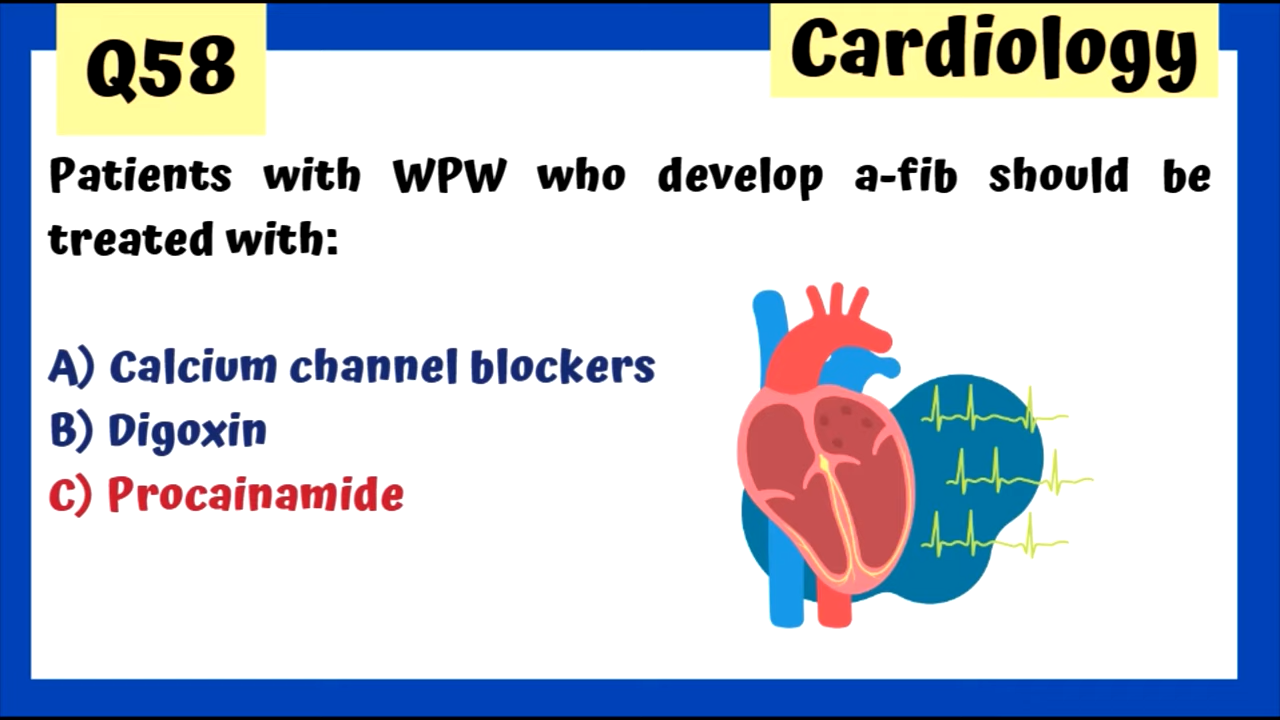 Q58
Cardiology
Patients with WPW who develop a-fib should be
treated with:
A) Calcium channel blockers
B) Digoxin
C) Procainamide